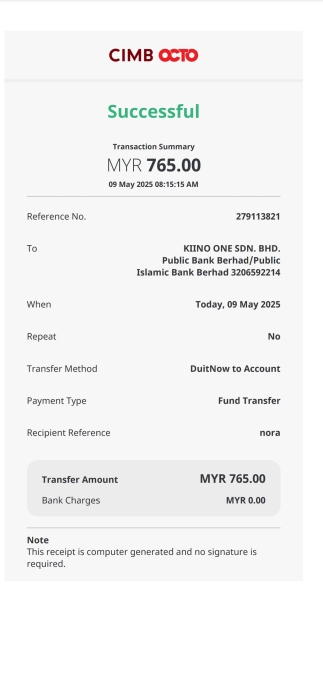 CIMB OCTO
Successful
Transaction Summary
MYR 765.00
09 May 2025 08:15:15 AM
Reference No. 279113821
To KIINO ONE SDN. BHD.
Public Bank Berhad/Public
Islamic Bank Berhad 3206592214
When Today, 09 May 2025
Repeat No
Transfer Method DuitNow to Account
Payment Type Fund Transfer
Recipient Reference nora
Transfer Amount MYR 765.00
Bank Charges MYR 0.00
Note
This receipt is computer generated and no signature is
required.